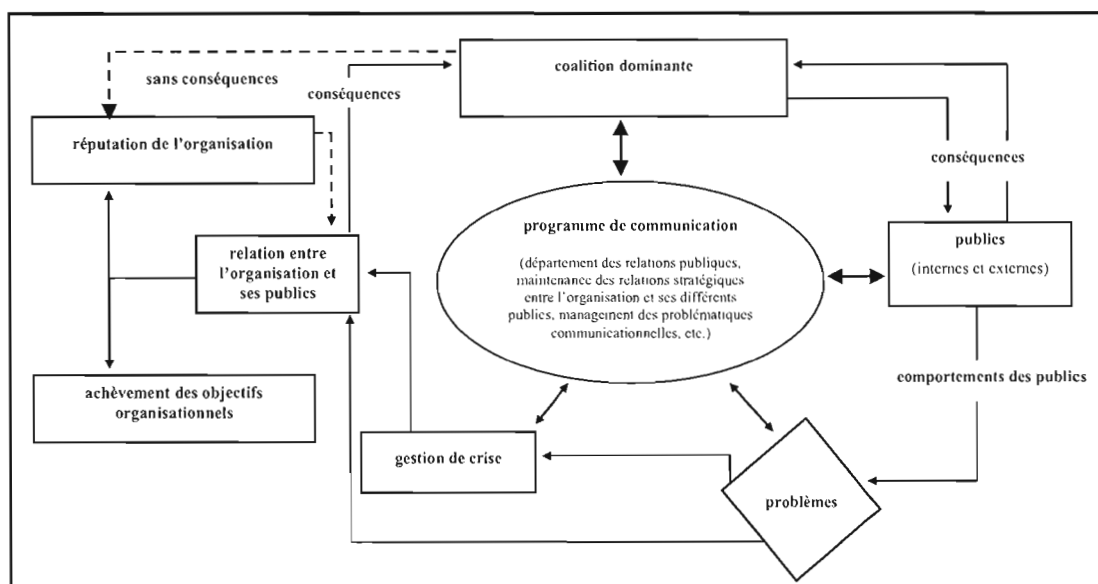 coalition dominante
sans conséquences
conséquences
réputation de l'organisation
conséquences
programme de communication
(département des relations publiques,
maintenance des relations stratégiques
entre l'organisation et ses différents
publics, management des problématiques
communicationnelles, etc.)
publics
(internes et externes)
relation entre
l'organisation et
ses publics
comportements des publics
achèvement des objectifs
organisationnels
gestion de crise
problèmes